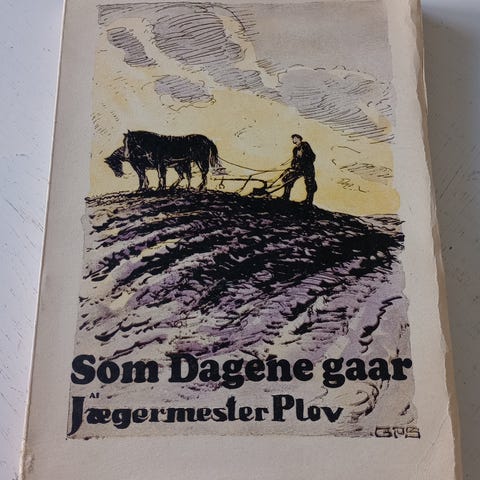 Som Dagene gaar
AF
Jægermester Plov
GPS